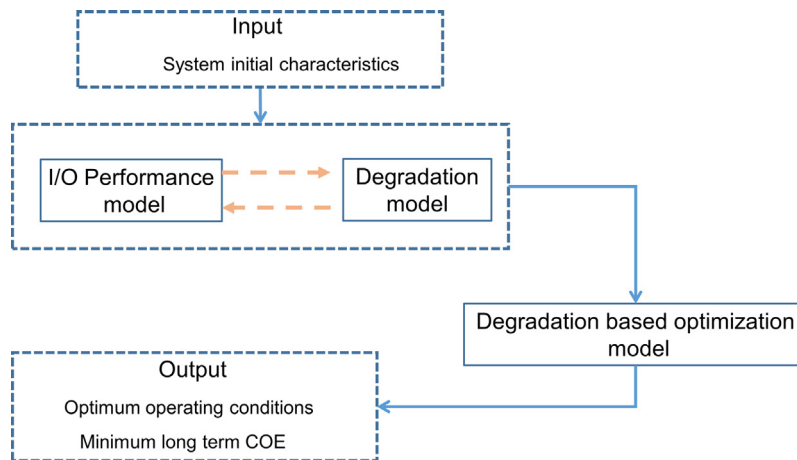 Input
System initial characteristics
I/O Performance
model
Degradation
model
Degradation based optimization
model
Output
Optimum operating conditions
Minimum long term COE